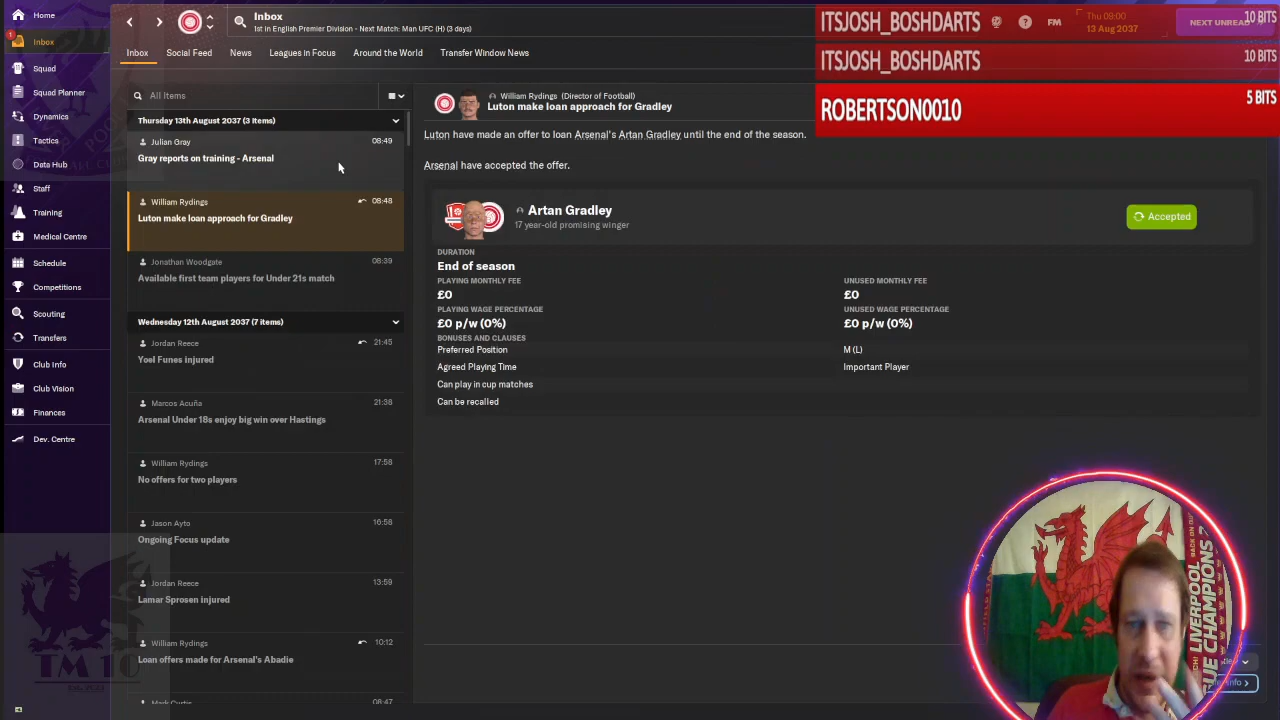 Home
Inbox
1
Squad
Squad Planner
Dynamics
Tactics
Data Hub
Staff
Training
Medical Centre
Schedule
Competitions
Scouting
Transfers
Club Info
Club Vision
Finances
Dev. Centre
TM 10
Inbox
1st in English Premier Division - Next Match: Man UFC (H) (3 days)
FM
Thu 09:00
13 Aug 2037
NEXT UNREAD
ITSJOSH_BOSHDARTS 10 BITS
ITSJOSH_BOSHDARTS 10 BITS
ROBERTSON0010 5 BITS
Inbox Social Feed News Leagues in Focus Around the World Transfer Window News
All Items
Thursday 13th August 2037 (3 items)
Julian Gray 08:49
Gray reports on training - Arsenal
William Rydings 08:48
Luton make loan approach for Gradley
Jonathan Woodgate 08:39
Available first team players for Under 21s match
Wednesday 12th August 2037 (7 items)
Jordan Reece 21:45
Yoel Funes injured
Marcos Acuña 21:38
Arsenal Under 18s enjoy big win over Hastings
William Rydings 17:58
No offers for two players
Jason Ayto 16:58
Ongoing Focus update
Jordan Reece 13:59
Lamar Sprosen injured
William Rydings 10:12
Loan offers made for Arsenal's Abadie
Mark Curtis 08:47
William Rydings (Director of Football)
Luton make loan approach for Gradley
Luton have made an offer to loan Arsenal's Artan Gradley until the end of the season.
Arsenal have accepted the offer.
Artan Gradley
17 year-old promising winger
Accepted
DURATION
End of season
PLAYING MONTHLY FEE UNUSED MONTHLY FEE
£0 £0
PLAYING WAGE PERCENTAGE UNUSED WAGE PERCENTAGE
£0 p/w (0%) £0 p/w (0%)
BONUSES AND CLAUSES
Preferred Position M (L)
Agreed Playing Time Important Player
Can play in cup matches
Can be recalled
LIVERPOOL